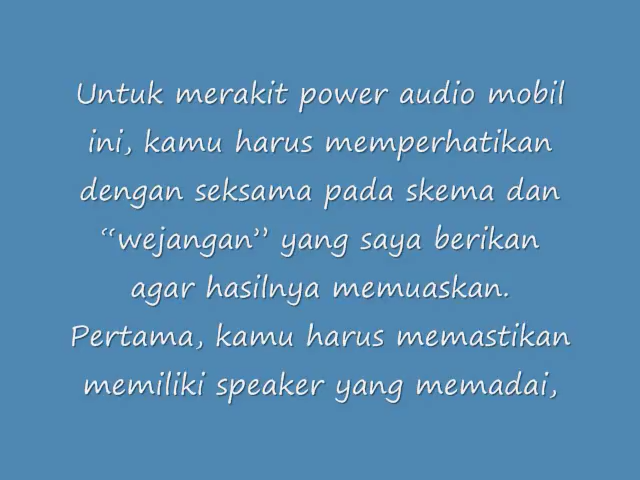 Untuk merakit power audio mobil
ini, kamu harus memperhatikan
dengan seksama pada skema dan
“wejangan” yang saya berikan
agar hasilnya memuaskan.
Pertama, kamu harus memastikan
memiliki speaker yang memadai,